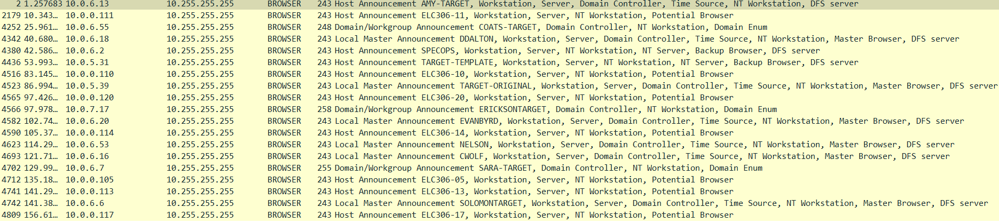 2 1.257683 10.0.6.13 10.255.255.255 BROWSER 243 Host Announcement AMY-TARGET, Workstation, Server, Domain Controller, Time Source, NT Workstation, DFS server
2179 10.343… 10.0.0.111 10.255.255.255 BROWSER 243 Host Announcement ELC306-11, Workstation, Server, NT Workstation, Potential Browser
4252 25.961… 10.0.6.55 10.255.255.255 BROWSER 248 Domain/Workgroup Announcement COATS-TARGET, Domain Controller, NT Workstation, Domain Enum
4342 40.680… 10.0.6.18 10.255.255.255 BROWSER 243 Local Master Announcement DDALTON, Workstation, Server, Domain Controller, Time Source, NT Workstation, Master Browser, DFS server
4380 42.586… 10.0.6.2 10.255.255.255 BROWSER 243 Host Announcement SPECOPS, Workstation, Server, NT Workstation, NT Server, Backup Browser, DFS server
4436 53.993… 10.0.5.31 10.255.255.255 BROWSER 243 Host Announcement TARGET-TEMPLATE, Workstation, Server, NT Workstation, NT Server, Backup Browser, DFS server
4516 83.145… 10.0.0.110 10.255.255.255 BROWSER 243 Host Announcement ELC306-10, Workstation, Server, NT Workstation, Potential Browser
4523 86.994… 10.0.5.39 10.255.255.255 BROWSER 243 Local Master Announcement TARGET-ORIGINAL, Workstation, Server, Domain Controller, Time Source, NT Workstation, Master Browser, DFS server
4565 97.426… 10.0.0.120 10.255.255.255 BROWSER 243 Host Announcement ELC306-20, Workstation, Server, NT Workstation, Potential Browser
4566 97.978… 10.0.7.17 10.255.255.255 BROWSER 258 Domain/Workgroup Announcement ERICKSONTARGET, Domain Controller, NT Workstation, Domain Enum
4582 102.74… 10.0.6.20 10.255.255.255 BROWSER 243 Local Master Announcement EVANBYRD, Workstation, Server, Domain Controller, Time Source, NT Workstation, Master Browser, DFS server
4590 105.37… 10.0.0.114 10.255.255.255 BROWSER 243 Host Announcement ELC306-14, Workstation, Server, NT Workstation, Potential Browser
4623 114.29… 10.0.6.53 10.255.255.255 BROWSER 243 Local Master Announcement NELSON, Workstation, Server, Domain Controller, Time Source, NT Workstation, Master Browser, DFS server
4693 121.71… 10.0.6.16 10.255.255.255 BROWSER 243 Local Master Announcement CWOLF, Workstation, Server, Domain Controller, Time Source, NT Workstation, Master Browser, DFS server
4702 129.99… 10.0.6.7 10.255.255.255 BROWSER 255 Domain/Workgroup Announcement SARA-TARGET, Domain Controller, NT Workstation, Domain Enum
4712 135.18… 10.0.0.105 10.255.255.255 BROWSER 243 Host Announcement ELC306-05, Workstation, Server, NT Workstation, Potential Browser
4741 141.29… 10.0.0.113 10.255.255.255 BROWSER 243 Host Announcement ELC306-13, Workstation, Server, NT Workstation, Potential Browser
4742 141.38… 10.0.6.6 10.255.255.255 BROWSER 243 Local Master Announcement SOLOMONTARGET, Workstation, Server, Domain Controller, Time Source, NT Workstation, Master Browser, DFS server
4809 156.61… 10.0.0.117 10.255.255.255 BROWSER 243 Host Announcement ELC306-17, Workstation, Server, NT Workstation, Potential Browser